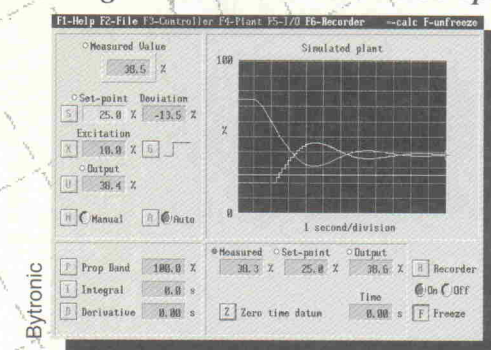 F1-Help F2-File F3-Controller F4-Plant F5-I/O F6-Recorder —calc F-unfreeze
Measured Value
38.5 %
Set-point Deviation
S 25.0 % -13.5 %
Excitation
X 10.0 % G
Output
U 38.4 %
M Manual A Auto
Simulated plant
100
%
0
1 second/division
P Prop Band 100.0 %
I Integral 0.0 s
D Derivative 0.00 s
Measured Set-point Output
38.3 % 25.0 % 38.6 % R Recorder
On Off
Time
Z Zero time datum 0.00 s F Freeze
Bytronic